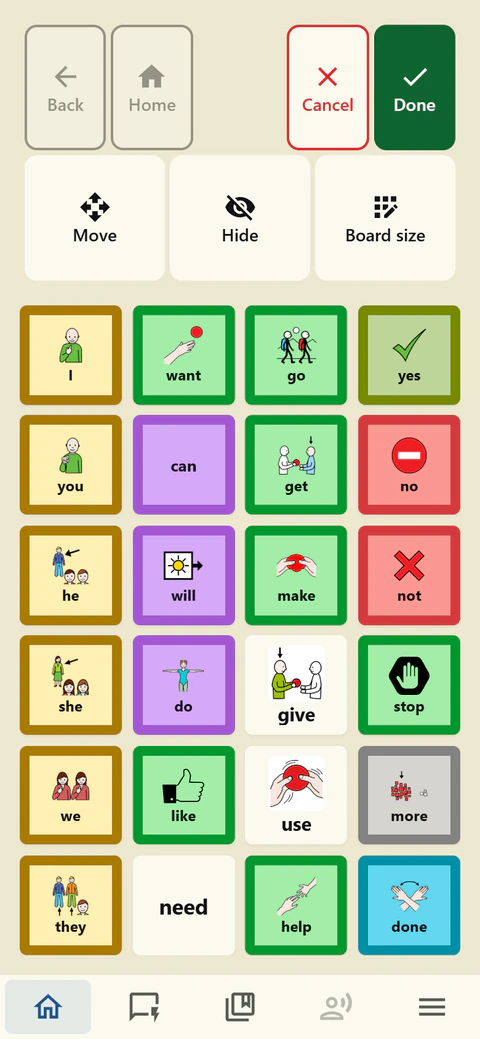 Back
Home
Cancel
Done
Move
Hide
Board size
I
want
go
yes
you
can
get
no
he
will
make
not
she
do
give
stop
we
like
use
more
they
need
help
done